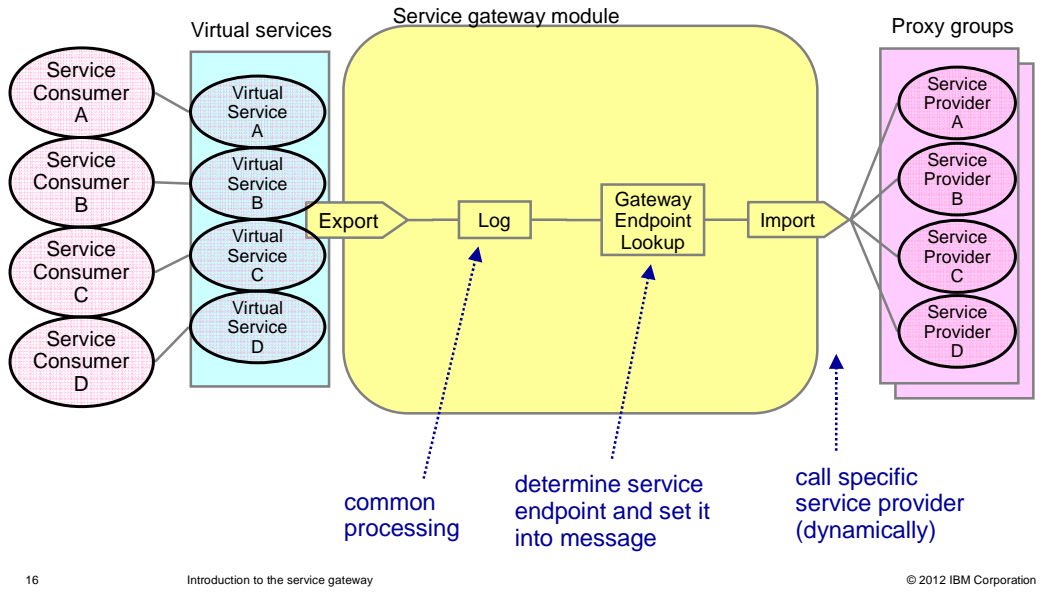 Service gateway module
Virtual services
Proxy groups
Service
Consumer
A
Service
Consumer
B
Service
Consumer
C
Service
Consumer
D
Virtual
Service
A
Virtual
Service
B
Virtual
Service
C
Virtual
Service
D
Export
Log
Gateway
Endpoint
Lookup
Import
Service
Provider
A
Service
Provider
B
Service
Provider
C
Service
Provider
D
common
processing
determine service
endpoint and set it
into message
call specific
service provider
(dynamically)
16
Introduction to the service gateway
© 2012 IBM Corporation